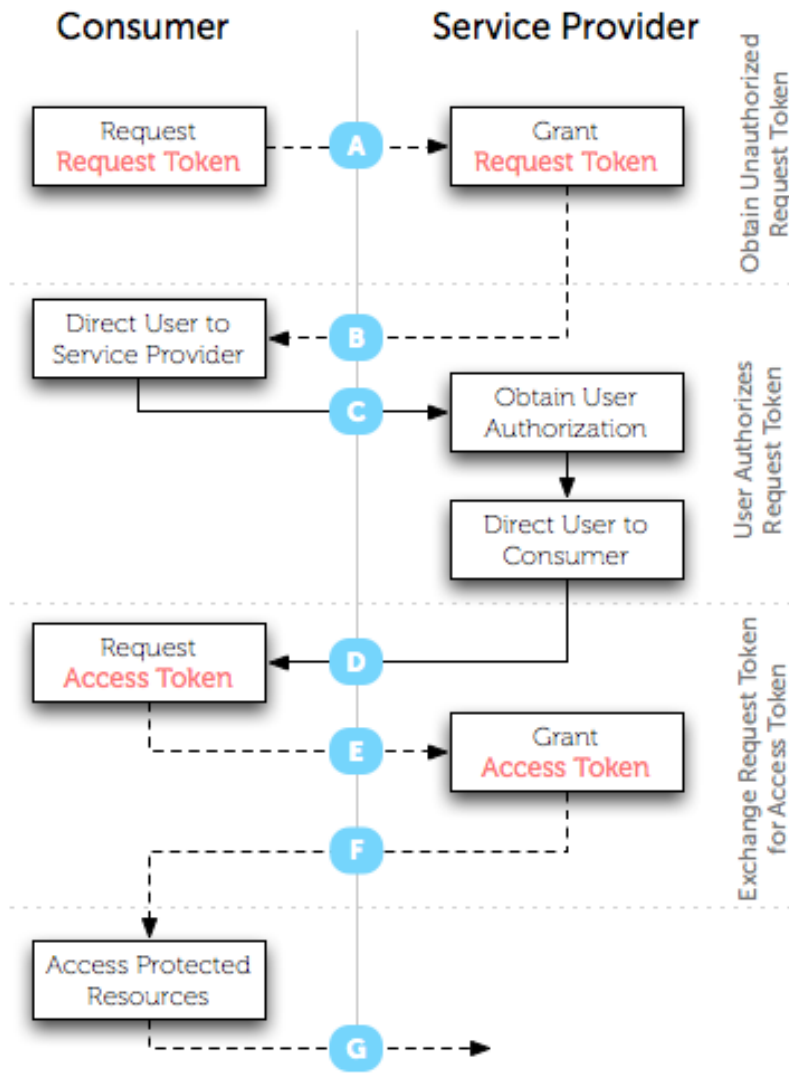 Consumer
Service Provider
Request
Request Token
A
Grant
Request Token
Obtain Unauthorized
Request Token
Direct User to
Service Provider
B
C
Obtain User
Authorization
Direct User to
Consumer
User Authorizes
Request Token
Request
Access Token
D
E
Grant
Access Token
F
Exchange Request Token
for Access Token
Access Protected
Resources
G